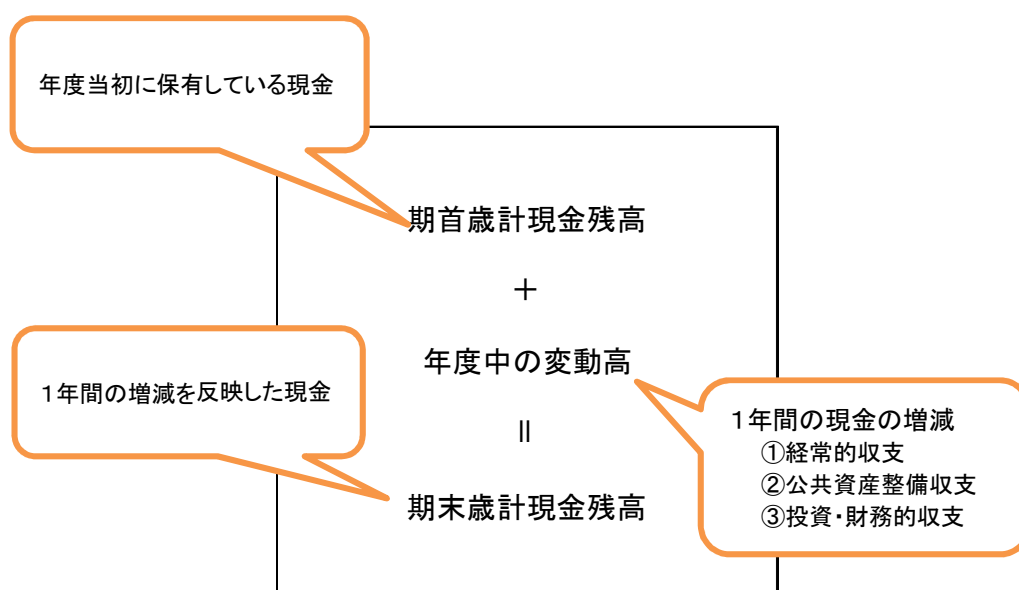 年度当初に保有している現金
期首歳計現金残高
＋
年度中の変動高
１年間の増減を反映した現金
１年間の現金の増減
①経常的収支
②公共資産整備収支
③投資・財務的収支
＝
期末歳計現金残高